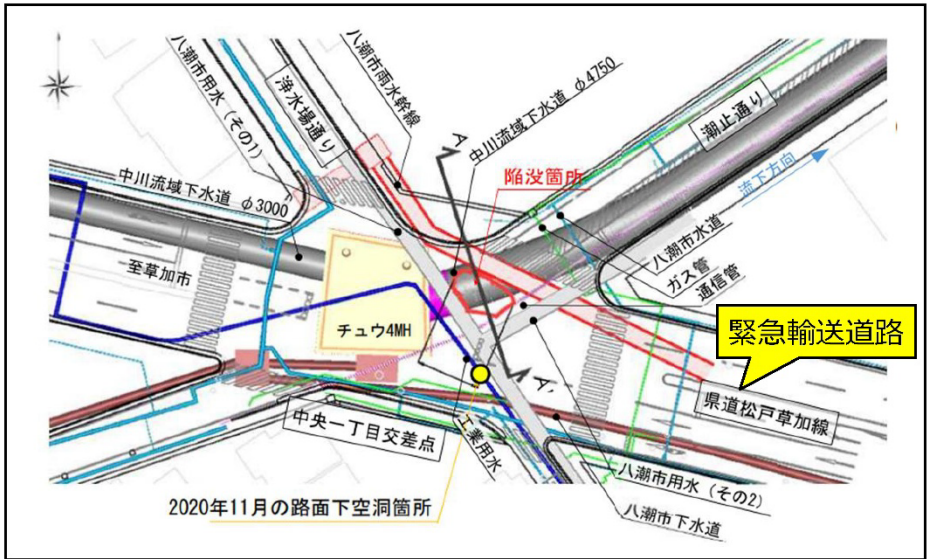 八潮市用水（その1）
浄水場通り
八潮市雨水幹線
A
中川流域下水道 φ4750
潮止通り
陥没箇所
流下方向
中川流域下水道 φ3000
至草加市
八潮市水道
ガス管
通信管
チュウ4MH
緊急輸送道路
A'
県道松戸草加線
中央一丁目交差点
工業用水
八潮市用水（その2）
八潮市下水道
2020年11月の路面下空洞箇所